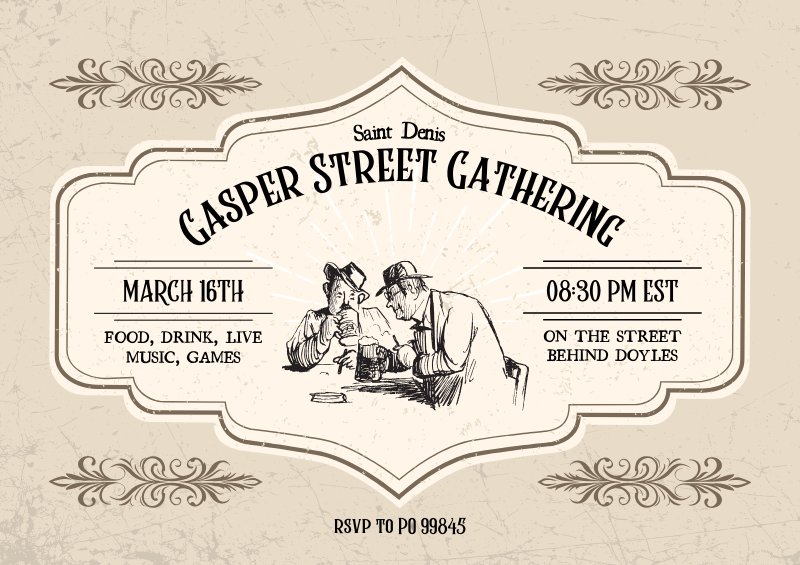 Saint Denis
GASPER STREET GATHERING
MARCH 16TH
FOOD, DRINK, LIVE
MUSIC, GAMES
08:30 PM EST
ON THE STREET
BEHIND DOYLES
RSVP TO PO 99845